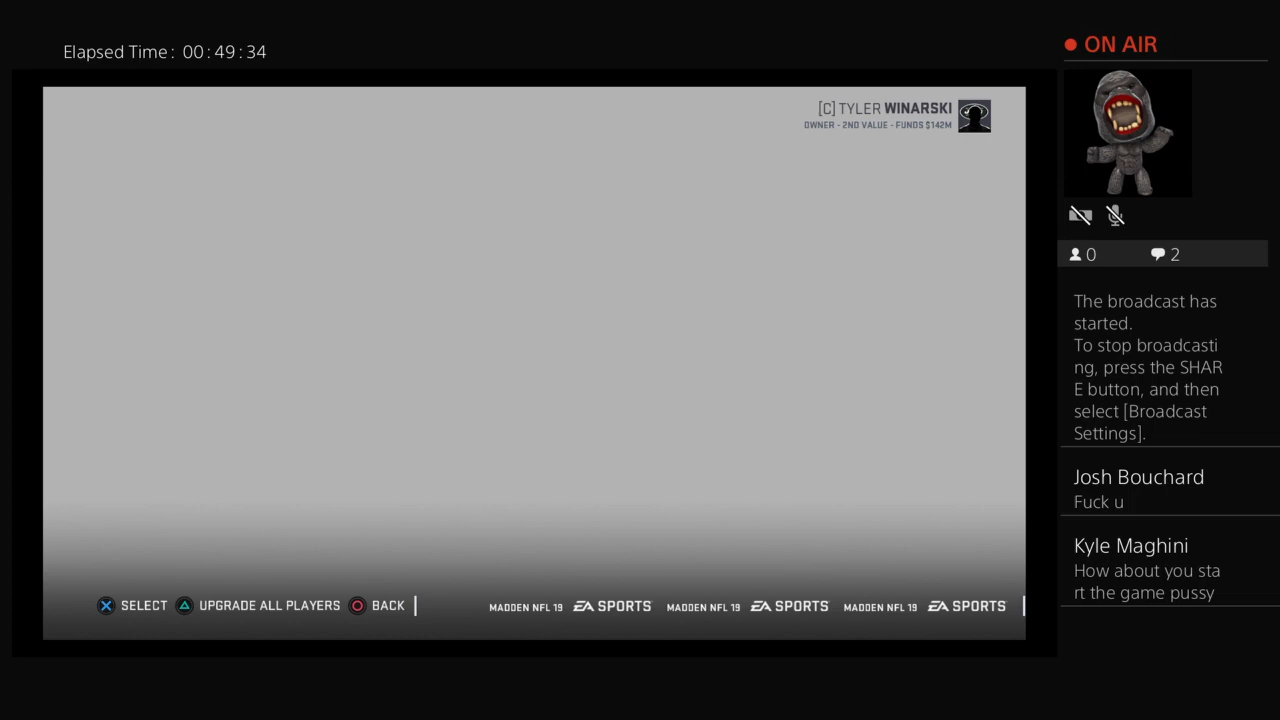 Elapsed Time: 00:49:34
ON AIR
[C] TYLER WINARSKI
OWNER - 2ND VALUE - FUNDS $142M
0 2
The broadcast has
started.
To stop broadcasti
ng, press the SHAR
E button, and then
select [Broadcast
Settings].
Josh Bouchard
Fuck u
Kyle Maghini
How about you sta
rt the game pussy
SELECT UPGRADE ALL PLAYERS BACK MADDEN NFL 19 EA SPORTS MADDEN NFL 19 EA SPORTS MADDEN NFL 19 EA SPORTS